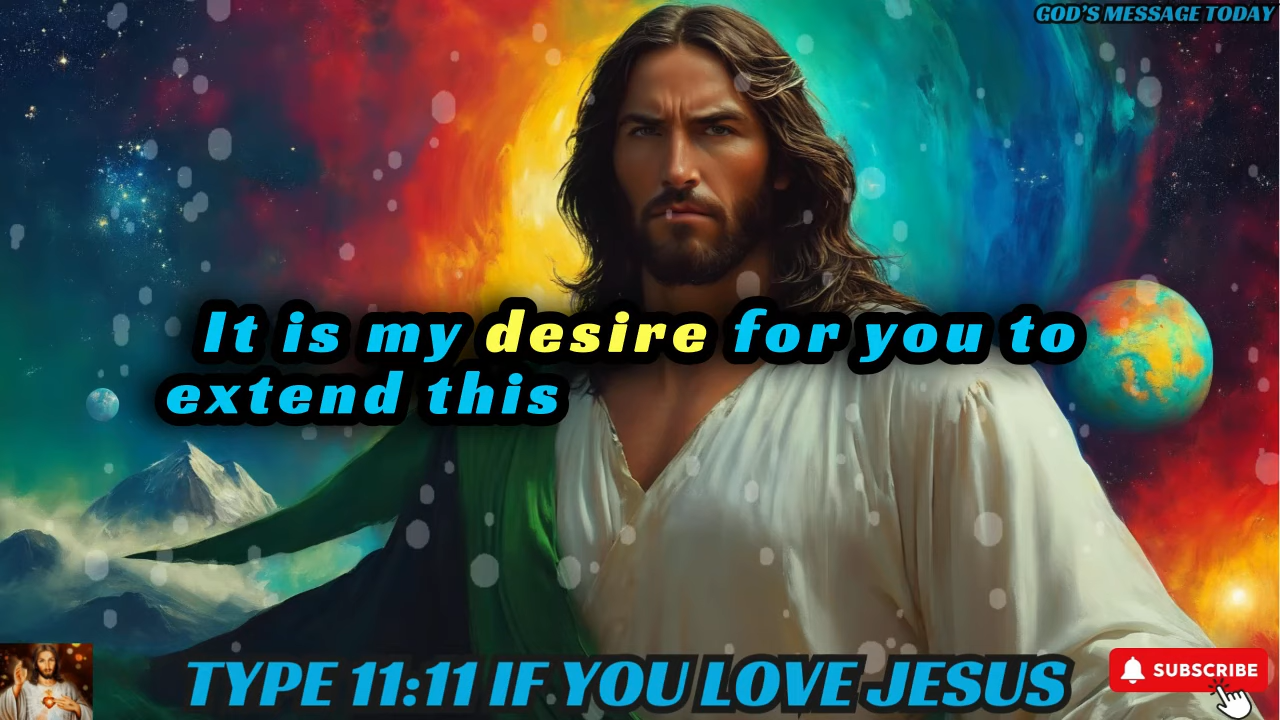 GOD'S MESSAGE TODAY
It is my desire for you to
extend this
TYPE 11:11 IF YOU LOVE JESUS
SUBSCRIBE